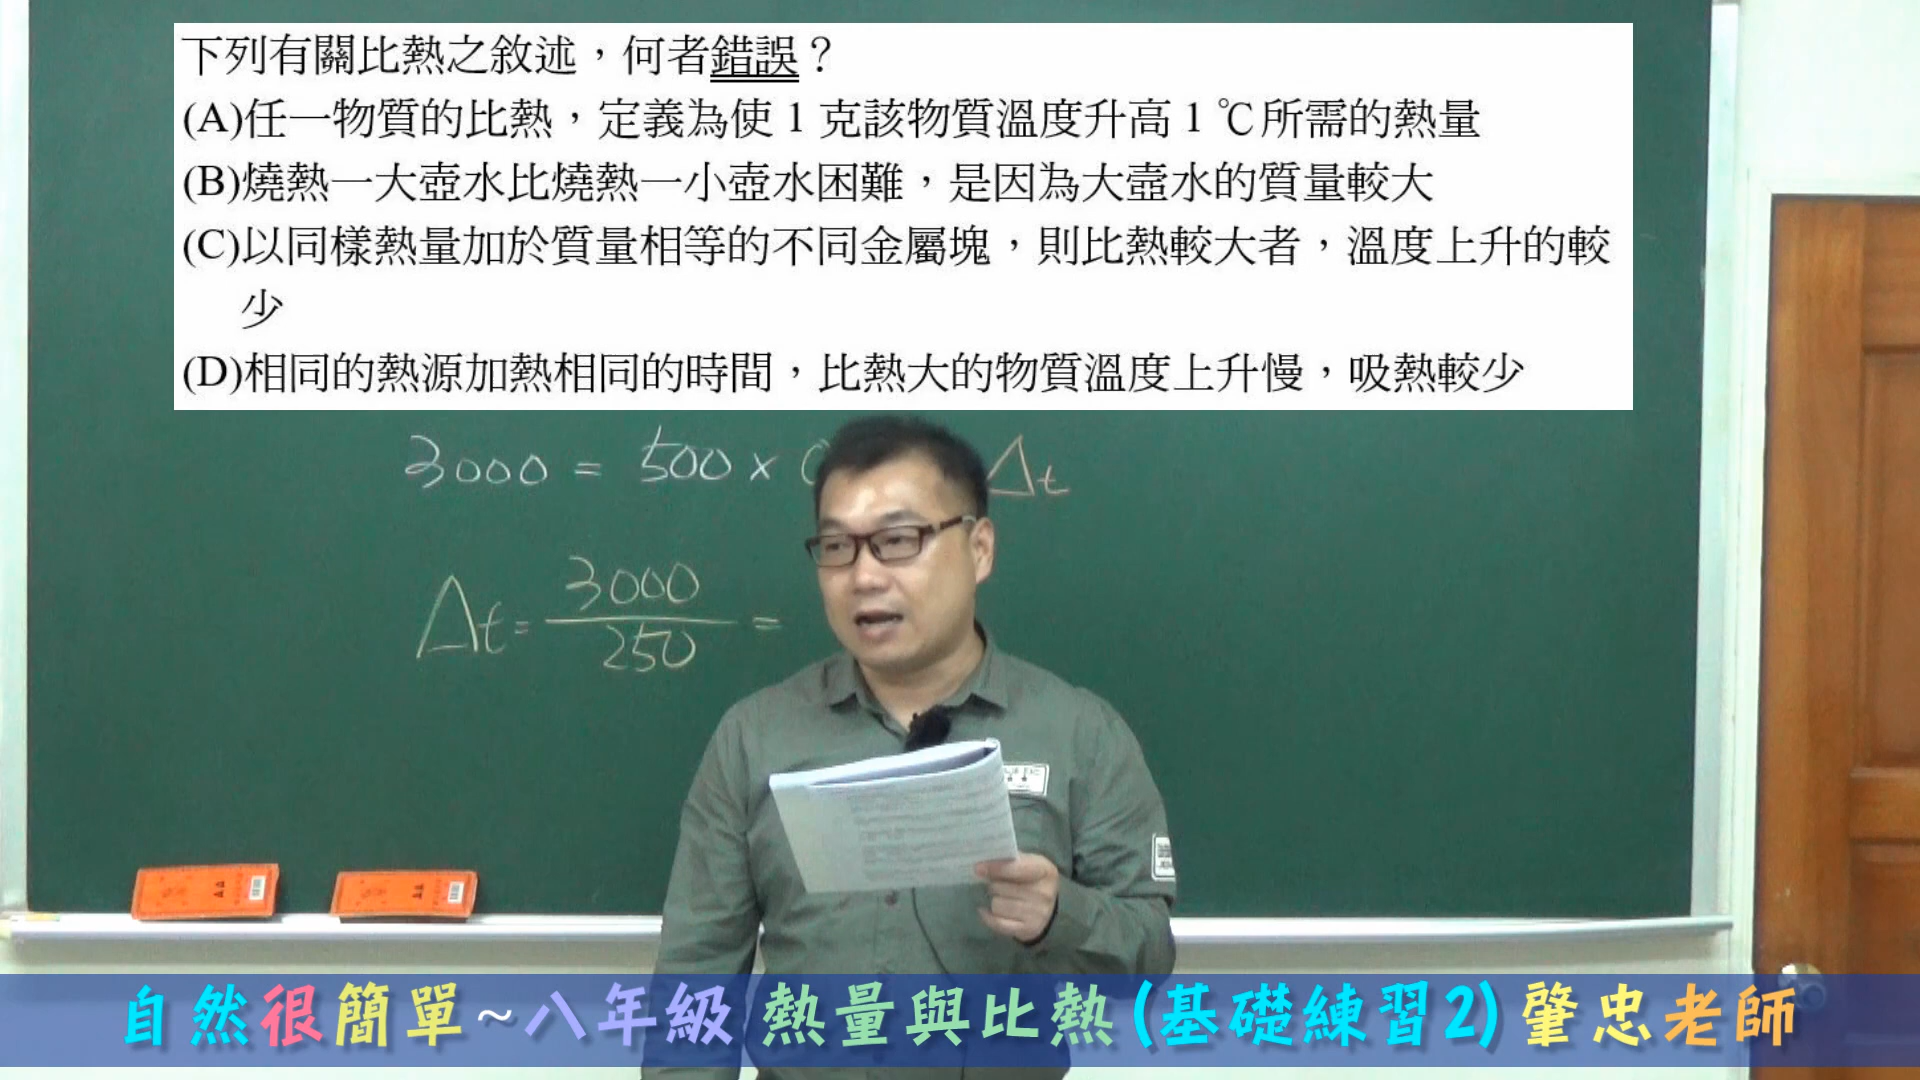 下列有關比熱之敘述，何者錯誤？
(A)任一物質的比熱，定義為使 1 克該物質溫度升高 1 ℃所需的熱量
(B)燒熱一大壺水比燒熱一小壺水困難，是因為大壺水的質量較大
(C)以同樣熱量加於質量相等的不同金屬塊，則比熱較大者，溫度上升的較
少
(D)相同的熱源加熱相同的時間，比熱大的物質溫度上升慢，吸熱較少
3000 = 500 × Δt
Δt = 3000/250 =
自然很簡單~八年級 熱量與比熱(基礎練習2) 肇忠老師